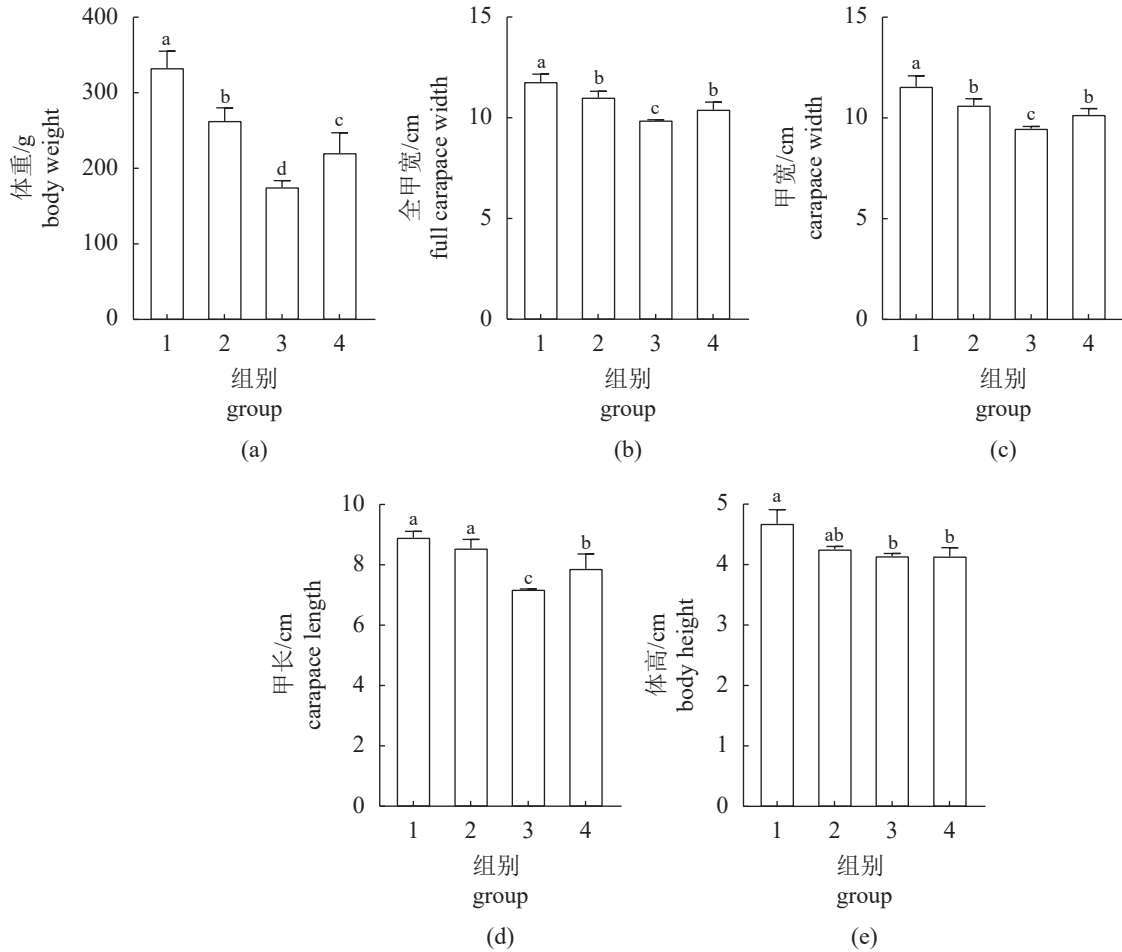 400
300
200
100
0
体重/g
body weight
a
b
d
c
1 2 3 4
组别
group
(a)
15
10
5
0
全甲宽/cm
full carapace width
a
b
c
b
1 2 3 4
组别
group
(b)
15
10
5
0
甲宽/cm
carapace width
a
b
c
b
1 2 3 4
组别
group
(c)
10
8
6
4
2
0
甲长/cm
carapace length
a
a
c
b
1 2 3 4
组别
group
(d)
5
4
3
2
1
0
体高/cm
body height
a
ab
b
b
1 2 3 4
组别
group
(e)